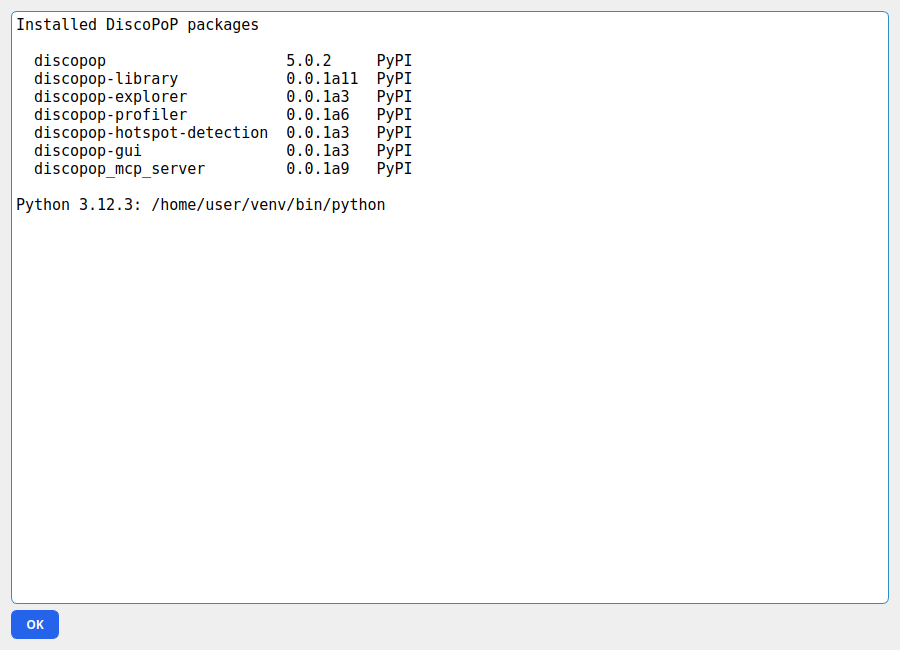 Installed DiscoPoP packages
discopop 5.0.2 PyPI
discopop-library 0.0.1a11 PyPI
discopop-explorer 0.0.1a3 PyPI
discopop-profiler 0.0.1a6 PyPI
discopop-hotspot-detection 0.0.1a3 PyPI
discopop-gui 0.0.1a3 PyPI
discopop_mcp_server 0.0.1a9 PyPI
Python 3.12.3: /home/user/venv/bin/python
OK